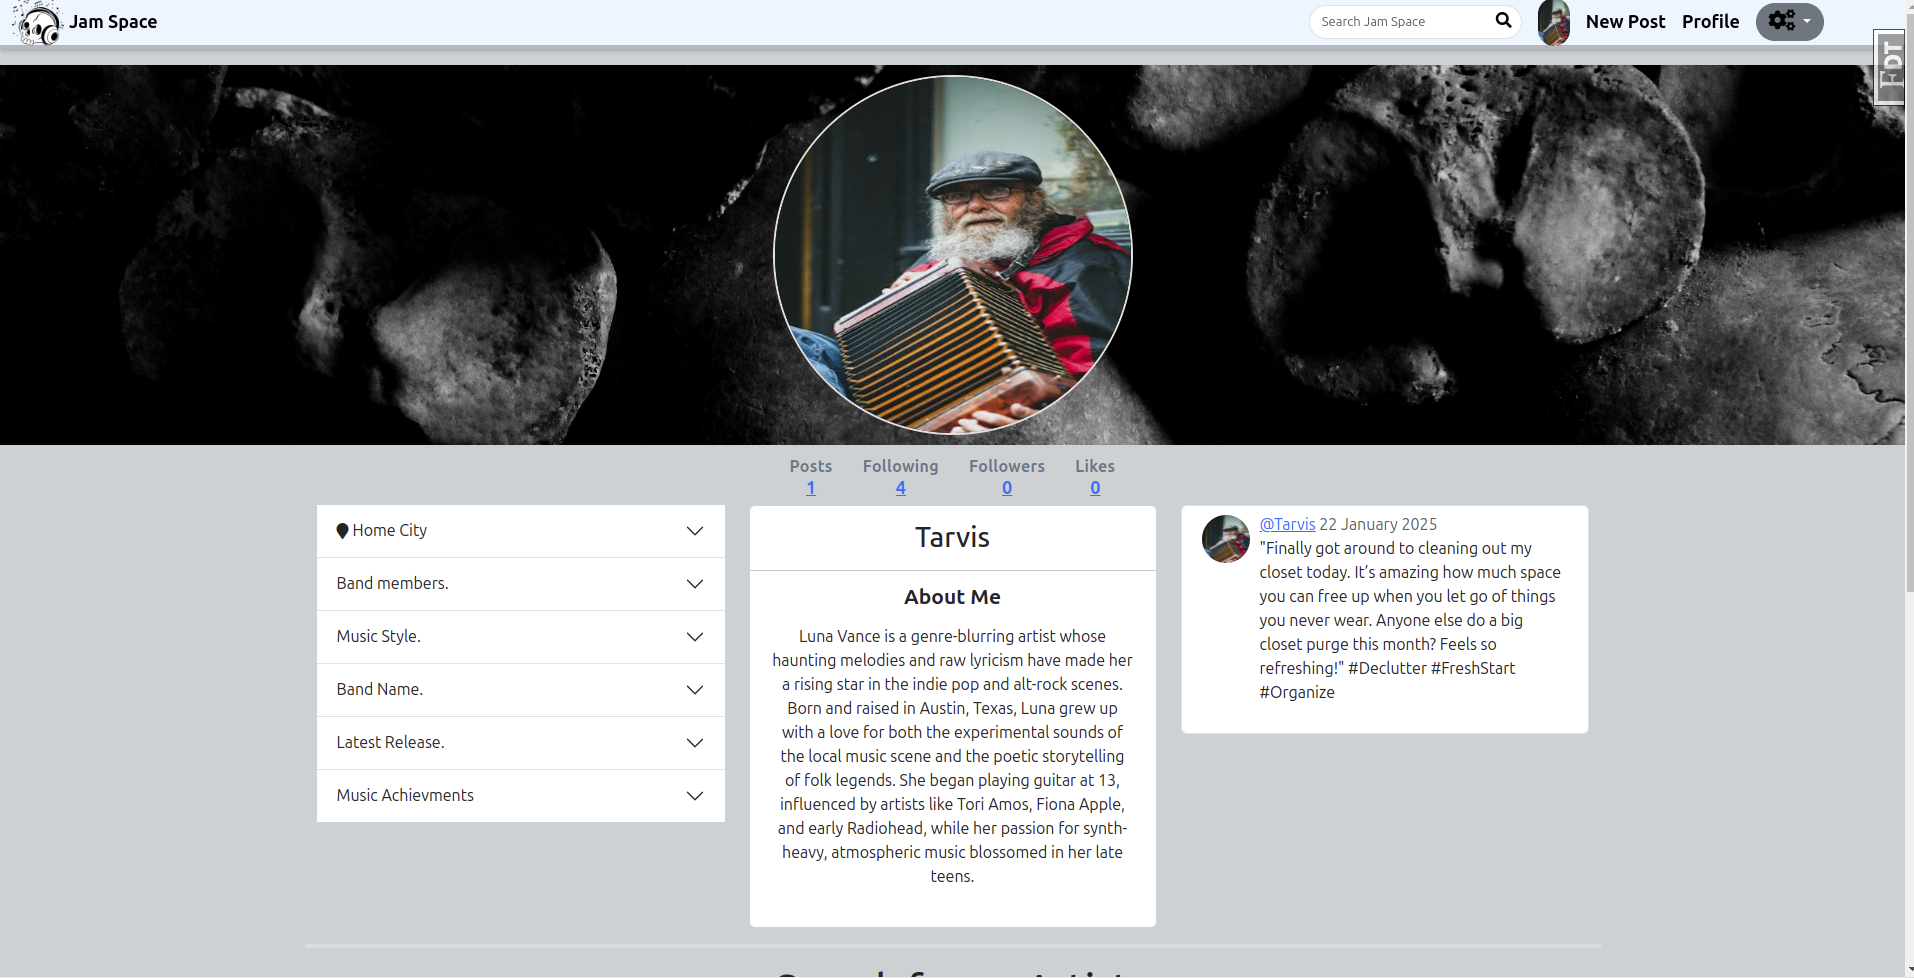 Jam Space
Search Jam Space
New Post
Profile
FDT
Posts
Following
Followers
Likes
1
4
0
0
Home City
Band members.
Music Style.
Band Name.
Latest Release.
Music Achievments
Tarvis
About Me
Luna Vance is a genre-blurring artist whose
haunting melodies and raw lyricism have made her
a rising star in the indie pop and alt-rock scenes.
Born and raised in Austin, Texas, Luna grew up
with a love for both the experimental sounds of
the local music scene and the poetic storytelling
of folk legends. She began playing guitar at 13,
influenced by artists like Tori Amos, Fiona Apple,
and early Radiohead, while her passion for synth-
heavy, atmospheric music blossomed in her late
teens.
@Tarvis 22 January 2025
"Finally got around to cleaning out my
closet today. It’s amazing how much space
you can free up when you let go of things
you never wear. Anyone else do a big
closet purge this month? Feels so
refreshing!" #Declutter #FreshStart
#Organize